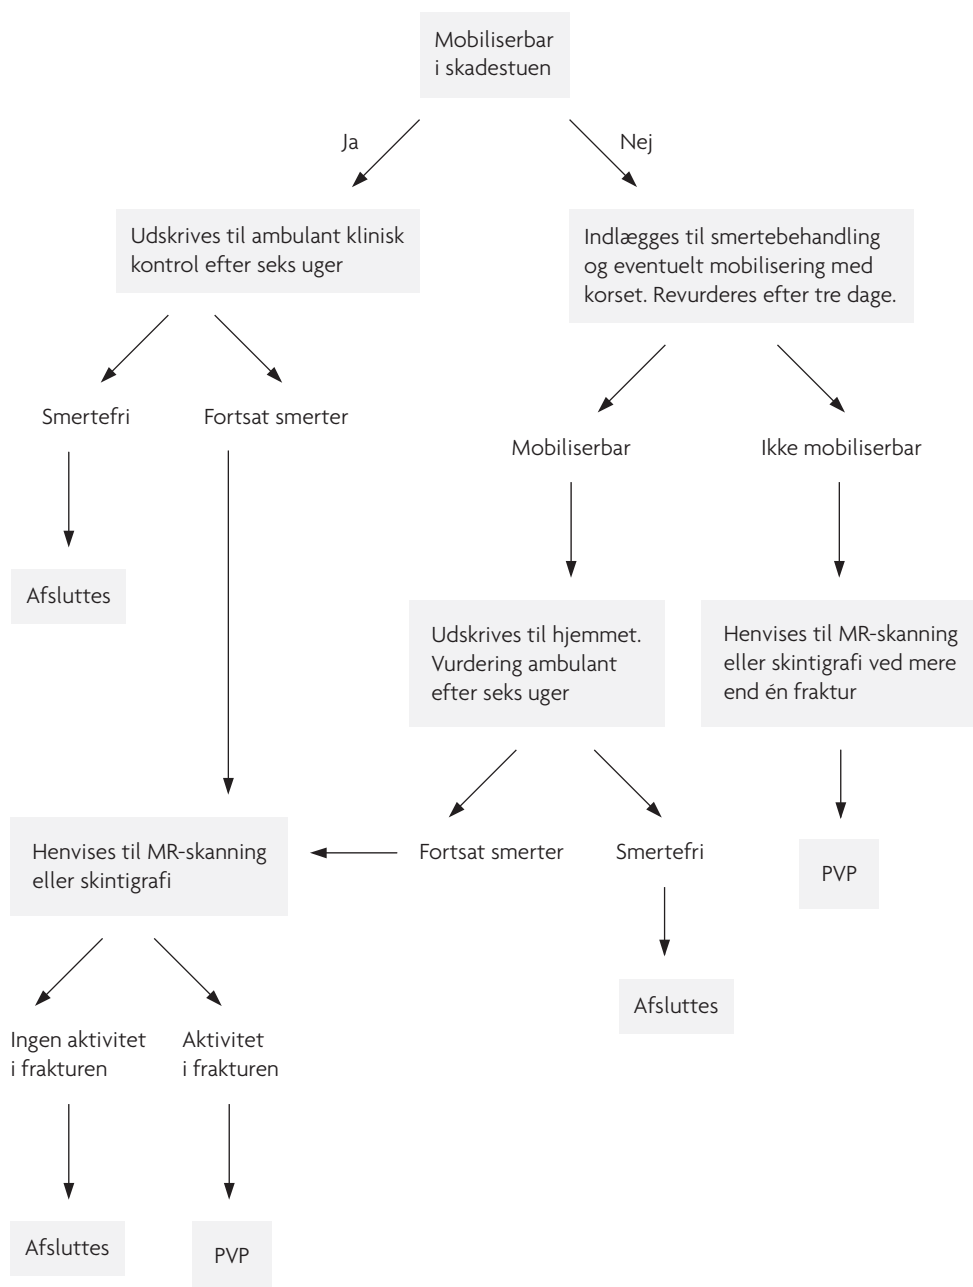 Mobiliserbar
i skadestuen
Ja
Nej
Udskrives til ambulant klinisk
kontrol efter seks uger
Indlægges til smertebehandling
og eventuelt mobilisering med
korset. Revurderes efter tre dage.
Smertefri
Fortsat smerter
Mobiliserbar
Ikke mobiliserbar
Afsluttes
Udskrives til hjemmet.
Vurdering ambulant
efter seks uger
Henvises til MR-skanning
eller skintigrafi ved mere
end én fraktur
Henvises til MR-skanning
eller skintigrafi
Fortsat smerter
Smertefri
PVP
Afsluttes
Ingen aktivitet
i frakturen
Aktivitet
i frakturen
Afsluttes
PVP